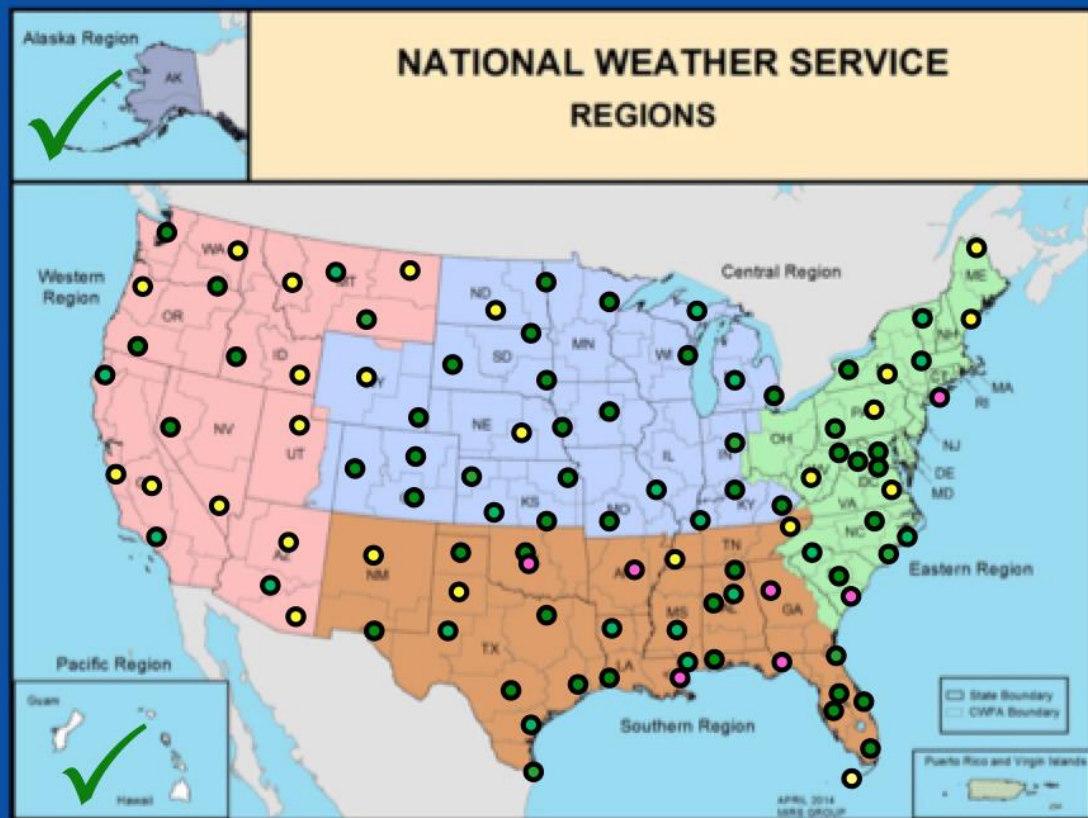 Alaska Region
AK
NATIONAL WEATHER SERVICE
REGIONS
Western
Region
Central Region
WA
MT
ND
ME
OR
ID
SD
MN
WI
NH
MA
RI
NV
UT
NE
IL
OH
PA
NJ
DE
MD
DC
KS
MO
KY
VA
NC
NM
TN
MS
GA
TX
LA
Eastern Region
Pacific Region
Southern Region
Guam
Hawaii
State Boundary
CWFA Boundary
Puerto Rico and Virgin Islands
APRIL 2014